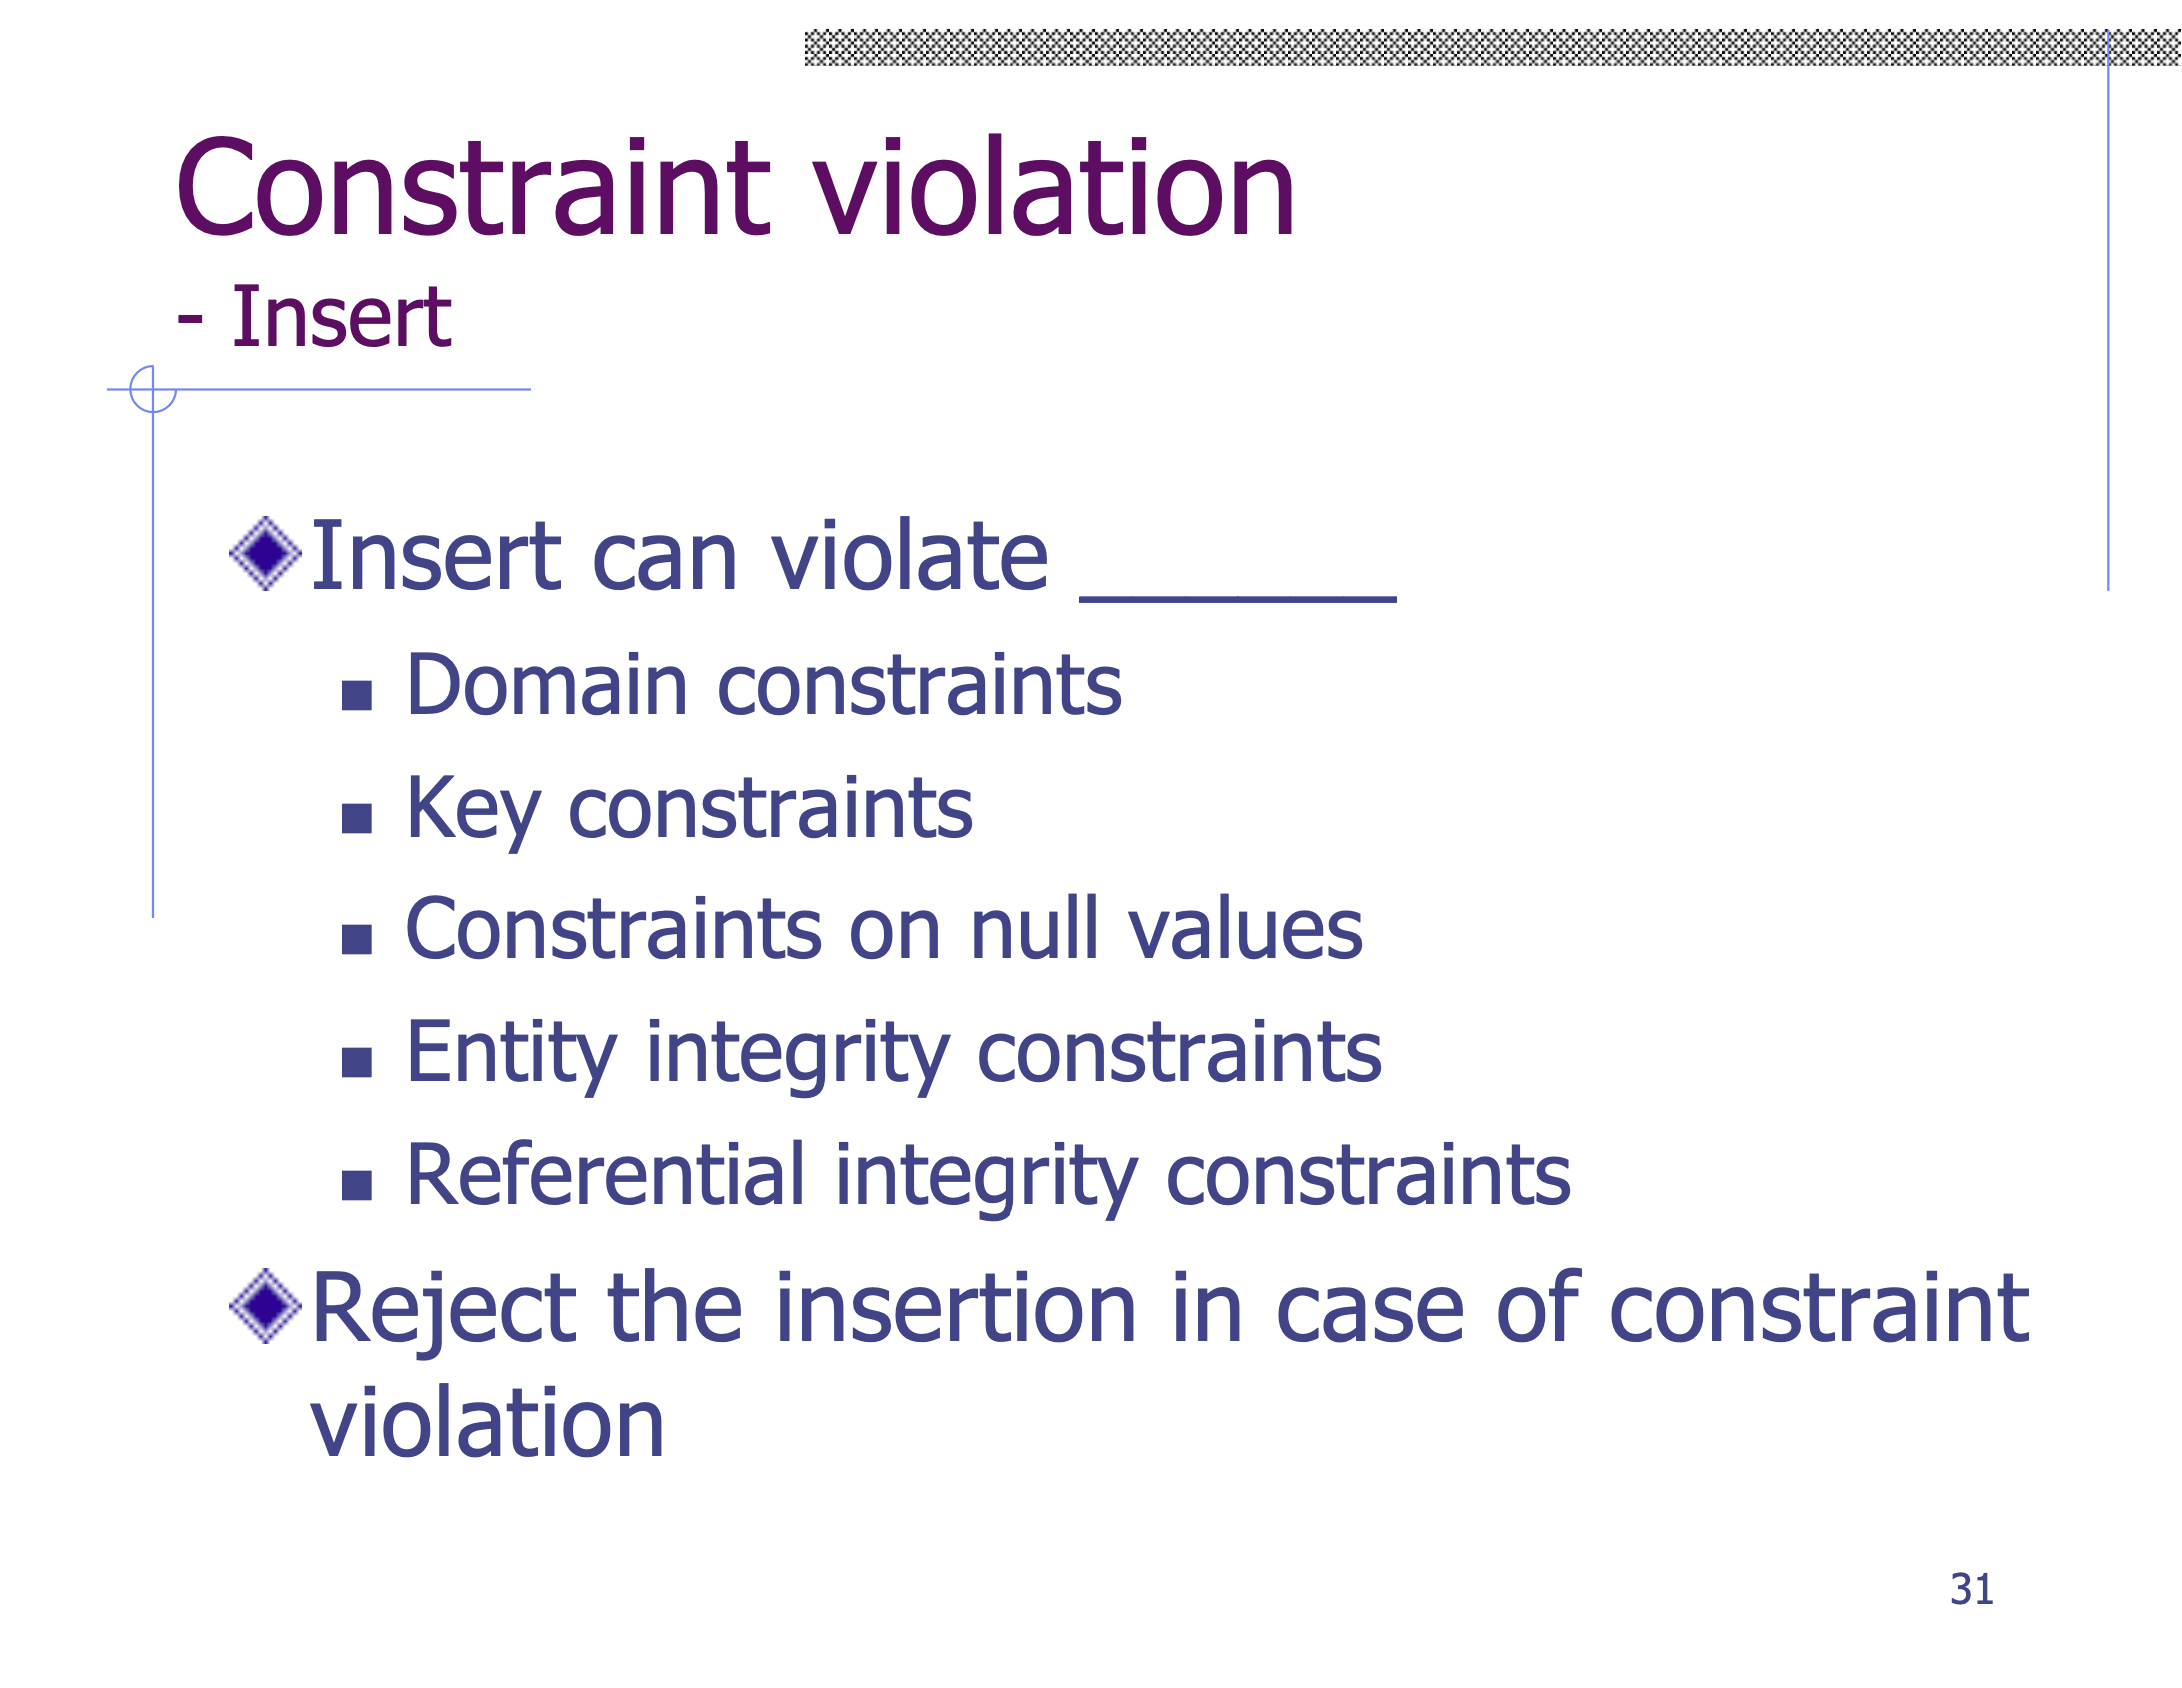 Constraint violation
- Insert
Insert can violate ______
Domain constraints
Key constraints
Constraints on null values
Entity integrity constraints
Referential integrity constraints
Reject the insertion in case of constraint
violation
31